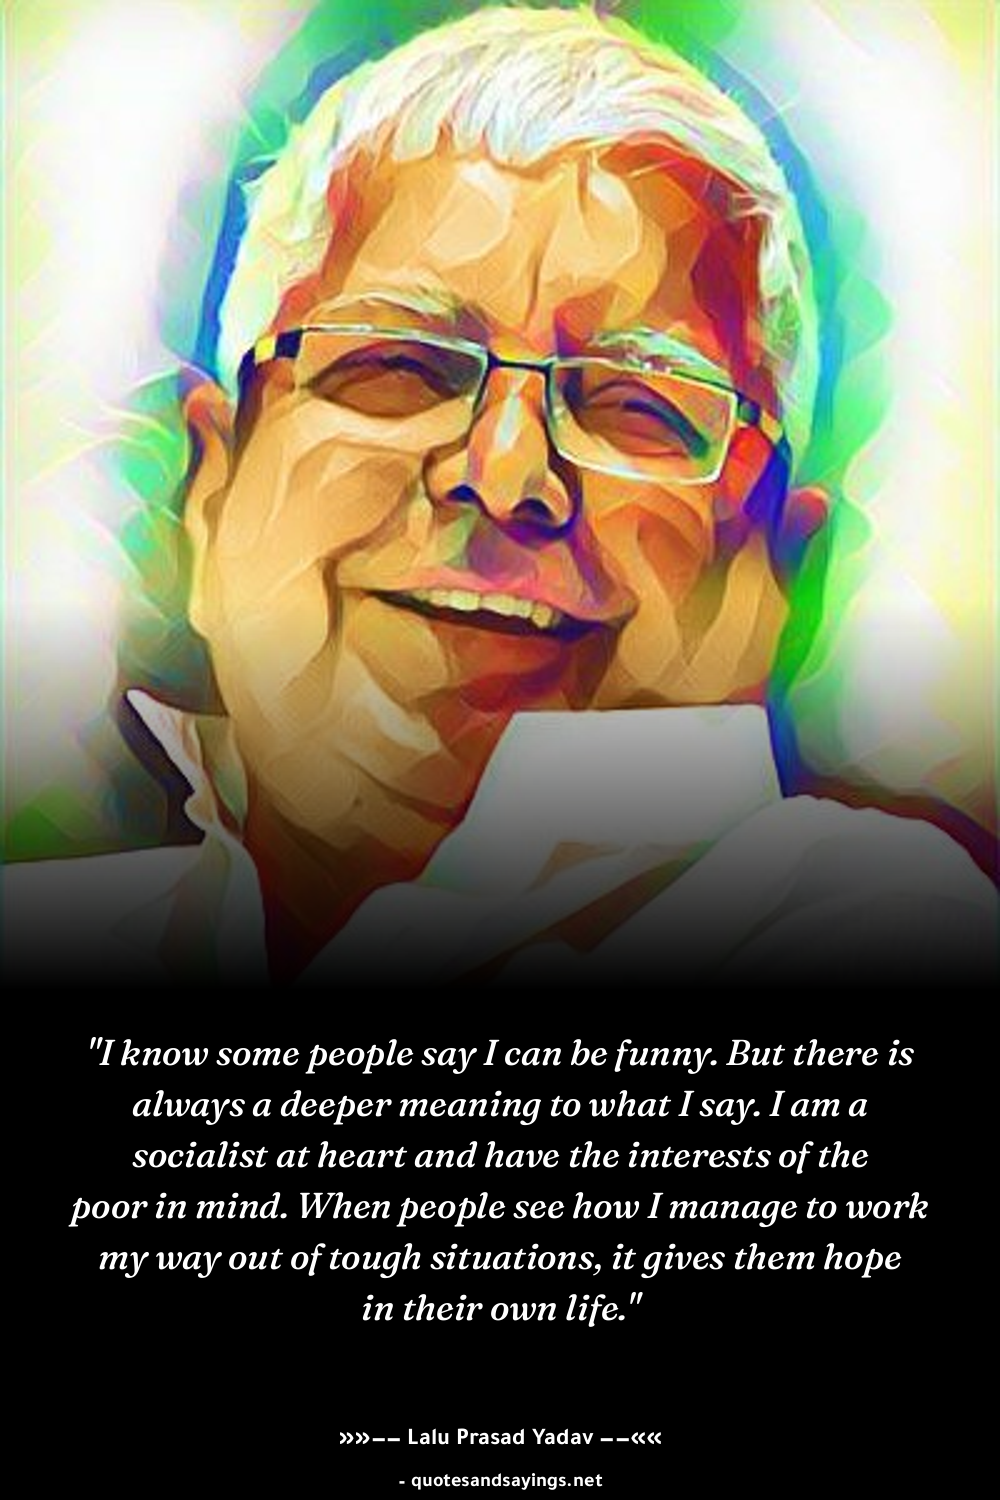 "I know some people say I can be funny. But there is
always a deeper meaning to what I say. I am a
socialist at heart and have the interests of the
poor in mind. When people see how I manage to work
my way out of tough situations, it gives them hope
in their own life."
»»−− Lalu Prasad Yadav −−««
- quotesandsayings.net